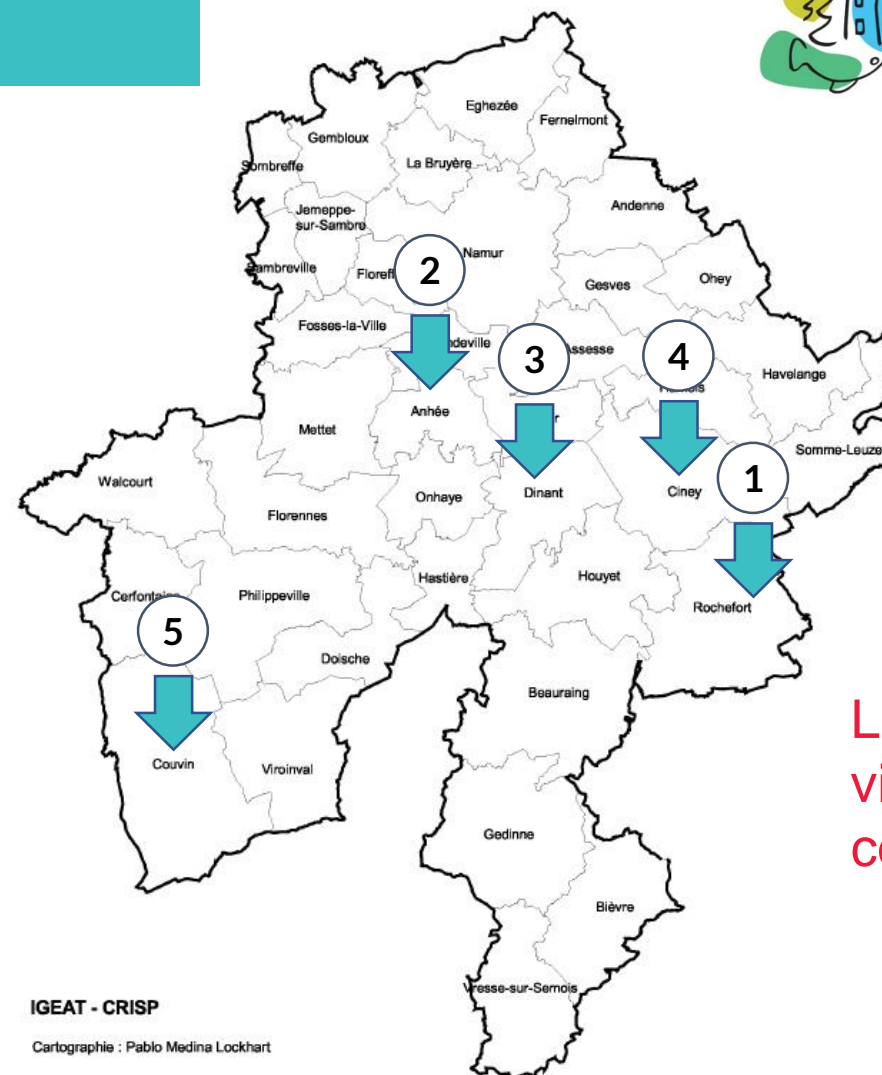 Eghezée
Fernelmont
Gembloux
La Bruyère
Sombreffe
Andenne
Jemeppe-
sur-Sambre
Namur
2
Gesves
Ohey
Fosses-la-Ville
3
Assesse
4
Havelange
Anhée
Mettet
Somme-Leuze
Walcourt
Onhaye
Dinant
Ciney
1
Florennes
Hastière
Houyet
Philippeville
Rochefort
5
Doische
Beauraing
Couvin
Viroinval
Gedinne
Bièvre
Vresse-sur-Semois
IGEAT - CRISP
Cartographie : Pablo Medina Lockhart